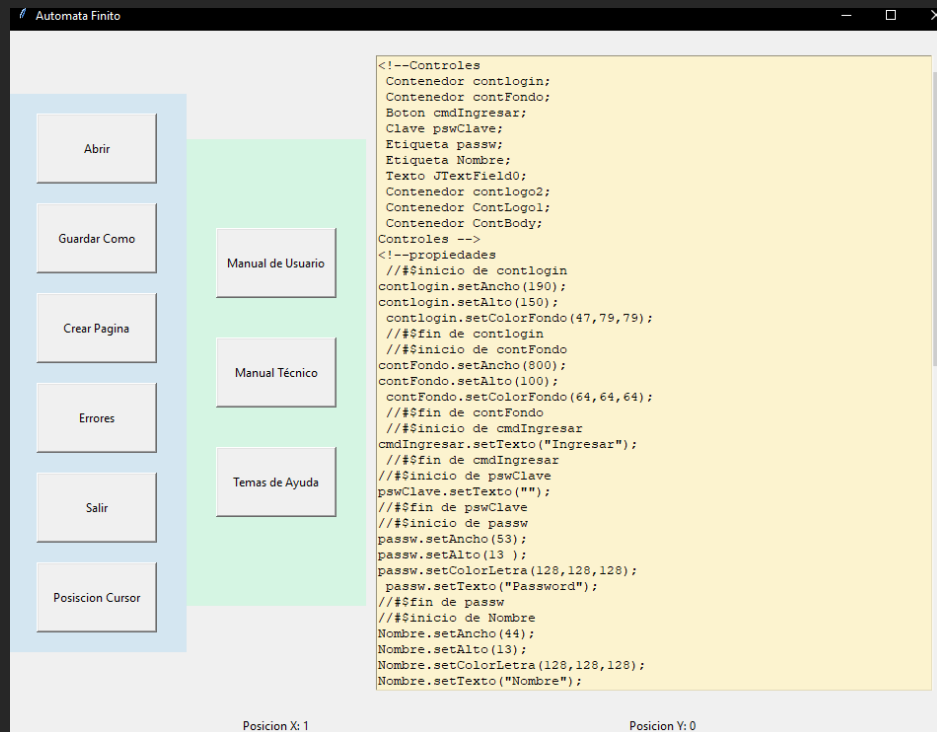 Automata Finito
Abrir
Guardar Como
Crear Pagina
Errores
Salir
Posiscion Cursor
Manual de Usuario
Manual Técnico
Temas de Ayuda
<!--Controles
 Contenedor contlogin;
 Contenedor contFondo;
 Boton cmdIngresar;
 Clave pswClave;
 Etiqueta passw;
 Etiqueta Nombre;
 Texto JTextField0;
 Contenedor contlogo2;
 Contenedor ContLogo1;
 Contenedor ContBody;
Controles -->
<!--propiedades
 //#$inicio de contlogin
contlogin.setAncho(190);
contlogin.setAlto(150);
 contlogin.setColorFondo(47,79,79);
 //#$fin de contlogin
 //#$inicio de contFondo
contFondo.setAncho(800);
contFondo.setAlto(100);
 contFondo.setColorFondo(64,64,64);
 //#$fin de contFondo
 //#$inicio de cmdIngresar
cmdIngresar.setTexto("Ingresar");
 //#$fin de cmdIngresar
//#$inicio de pswClave
pswClave.setTexto("");
//#$fin de pswClave
//#$inicio de passw
passw.setAncho(53);
passw.setAlto(13 );
passw.setColorLetra(128,128,128);
 passw.setTexto("Password");
//#$fin de passw
//#$inicio de Nombre
Nombre.setAncho(44);
Nombre.setAlto(13);
Nombre.setColorLetra(128,128,128);
Nombre.setTexto("Nombre");
Posicion X: 1
Posicion Y: 0